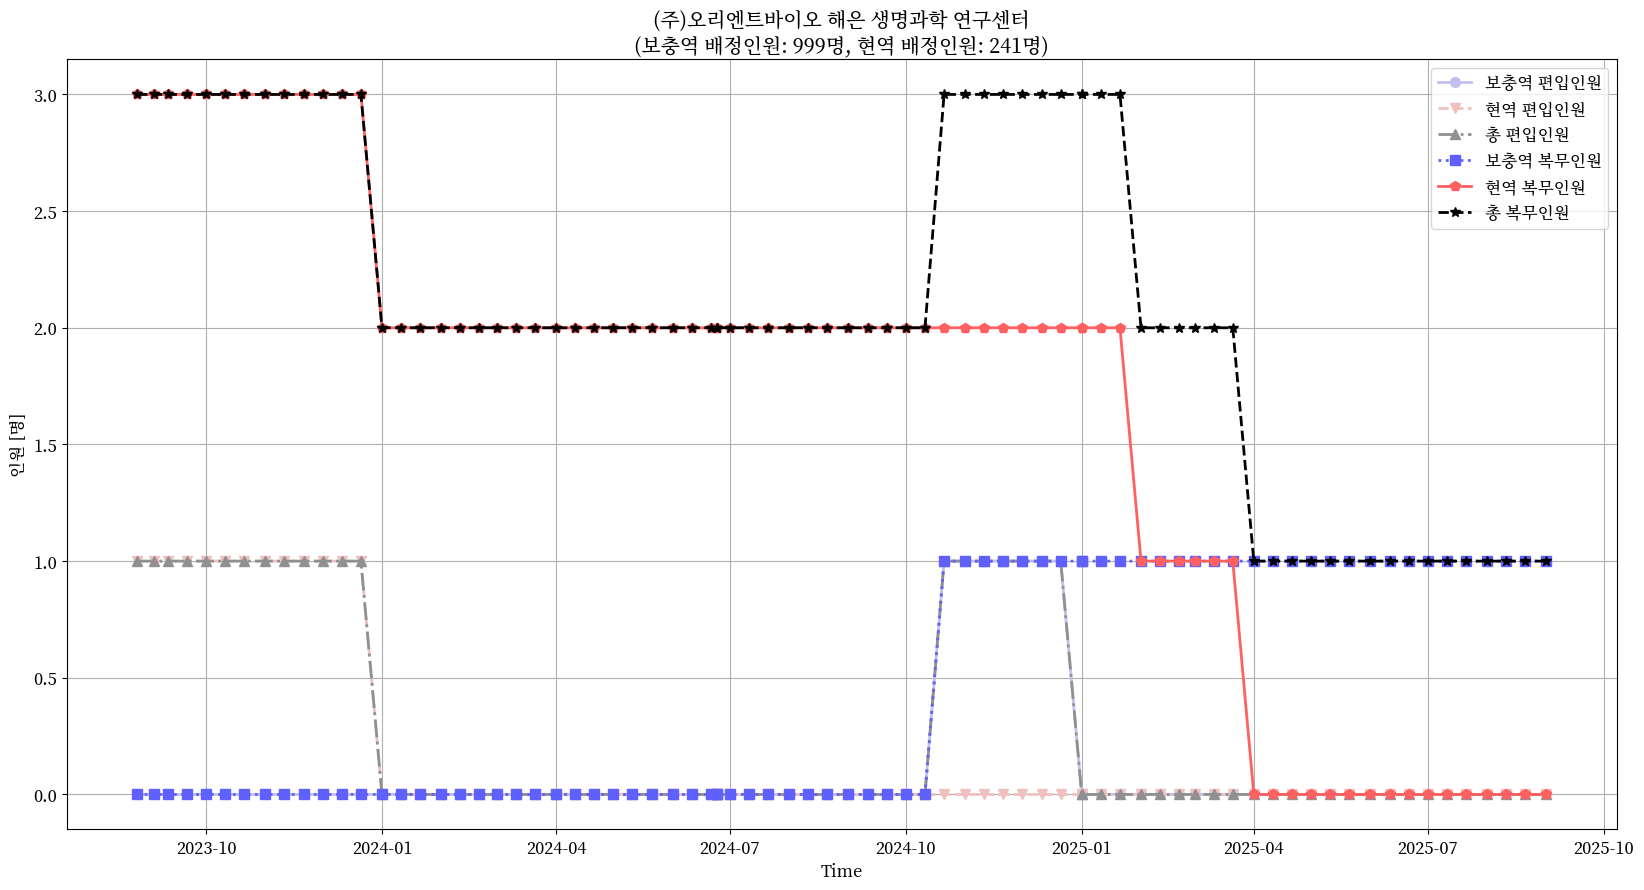 (주)오리엔트바이오 해은 생명과학 연구센터
(보충역 배정인원: 999명, 현역 배정인원: 241명)
보충역 편입인원
현역 편입인원
총 편입인원
보충역 복무인원
현역 복무인원
총 복무인원
인원 [명]
3.0
2.5
2.0
1.5
1.0
0.5
0.0
2023-10
2024-01
2024-04
2024-07
2024-10
2025-01
2025-04
2025-07
2025-10
Time